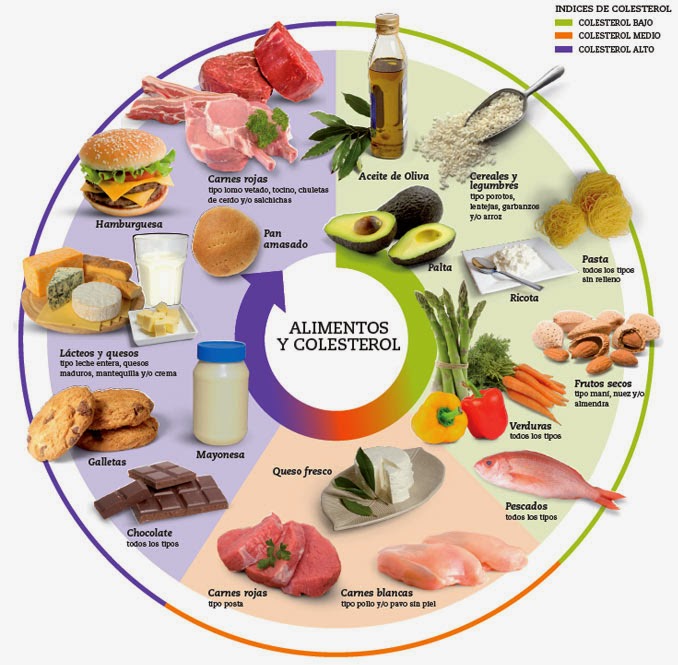 INDICES DE COLESTEROL
COLESTEROL BAJO
COLESTEROL MEDIO
COLESTEROL ALTO
Carnes rojas
tipo lomo vetado, tocino, chuletas
de cerdo y/o salchichas
Aceite de Oliva
Cereales y
legumbres
tipo porotos,
lentejas, garbanzos
y/o arroz
Hamburguesa
Pan
amasado
Palta
Ricota
Pasta
todos los tipos
sin relleno
ALIMENTOS
Y COLESTEROL
Lácteos y quesos
tipo leche entera, quesos
maduros, mantequilla y/o crema
Frutos secos
tipo maní, nuez y/o
almendra
Verduras
todos los tipos
Galletas
Mayonesa
Queso fresco
Pescados
todos los tipos
Chocolate
todos los tipos
Carnes rojas
tipo posta
Carnes blancas
tipo pollo y/o pavo sin piel